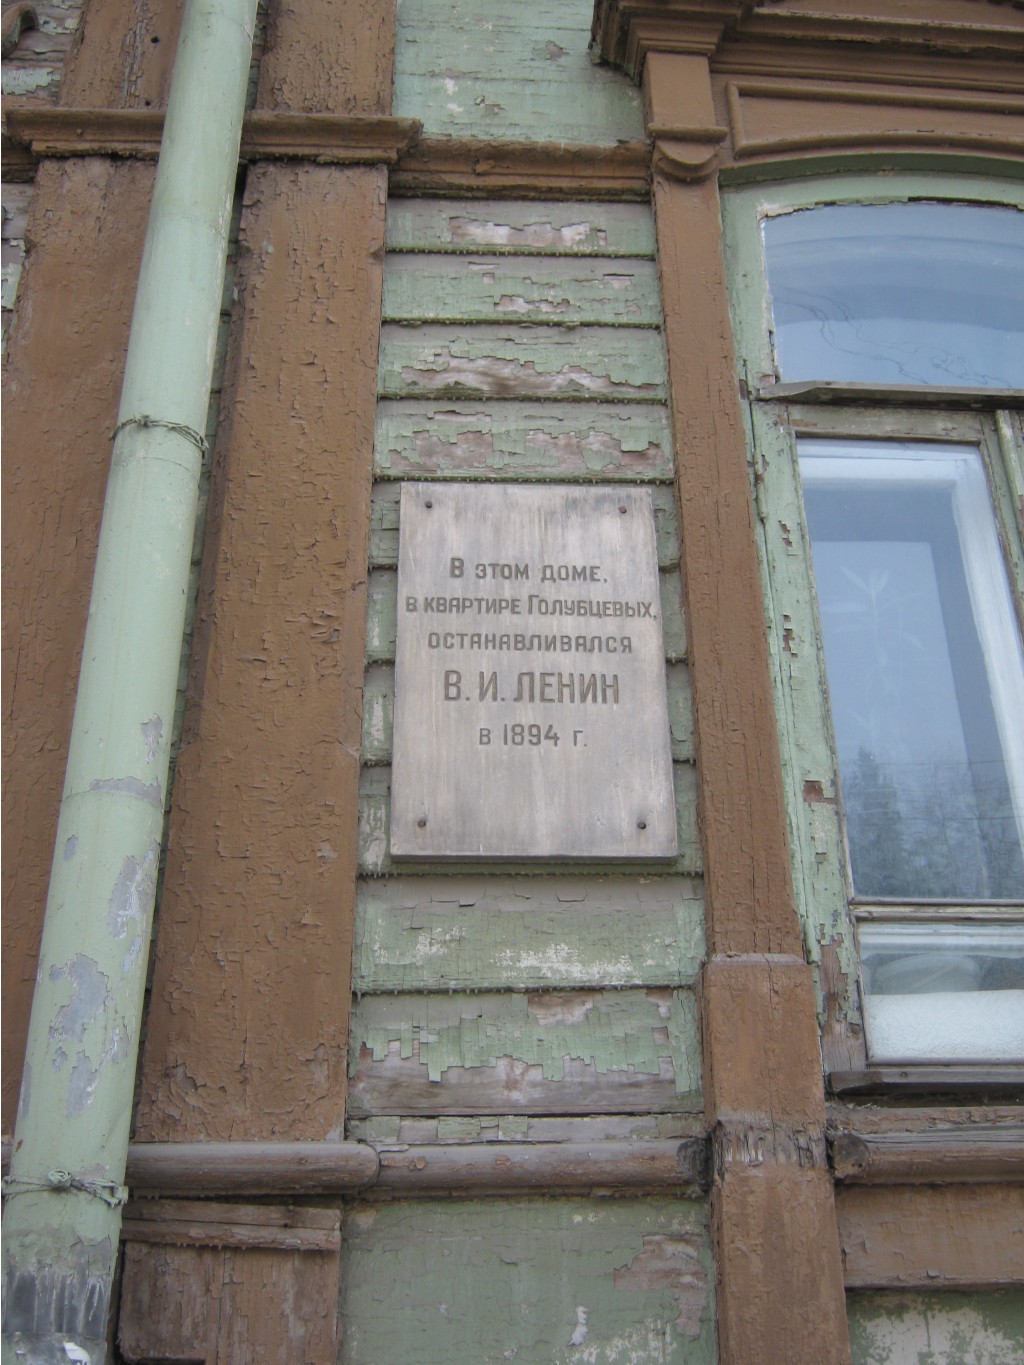 В этом доме,
в квартире Голубцевых,
останавливался
В. И. ЛЕНИН
в 1894 г.